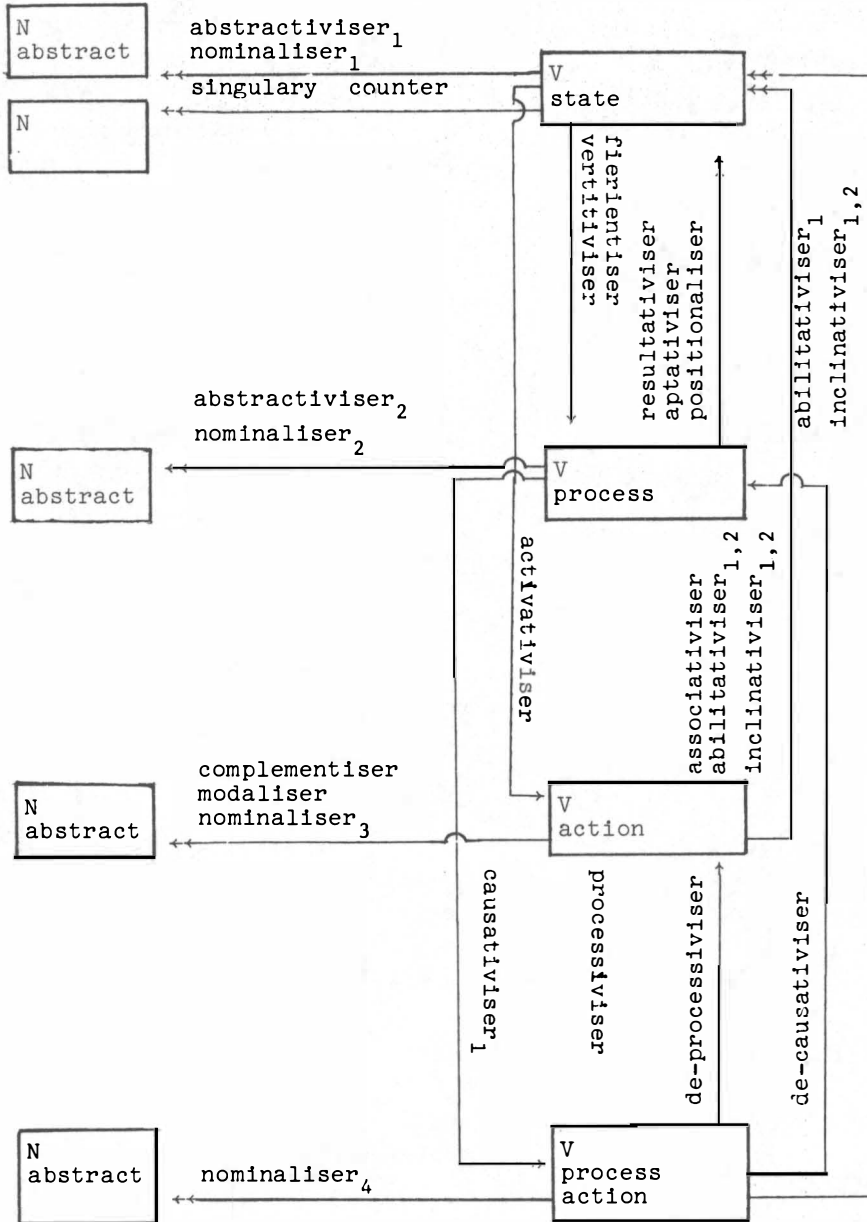 N
abstract
abstractiviser₁
nominaliser₁
singulary counter
N
V
state
fierientiser
vertitiviser
resultativiser
aptativiser
positionaliser
abilitativiser₁
inclinativiser₁,₂
abstractiviser₂
nominaliser₂
N
abstract
V
process
activativiser
associativiser
abilitativiser₁,₂
inclinativiser₁,₂
complementiser
modaliser
nominaliser₃
N
abstract
V
action
causativiser₁
processiviser
de-processiviser
de-causativiser
N
abstract
nominaliser₄
V
process
action